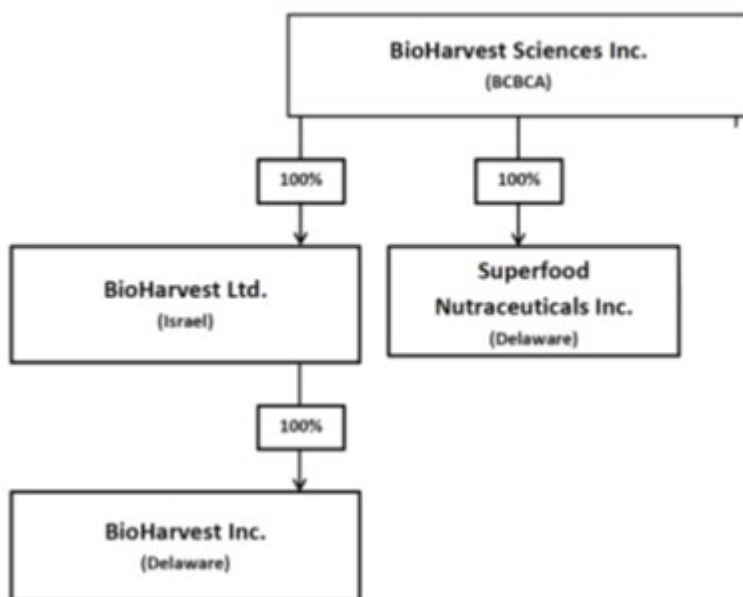 BioHarvest Sciences Inc.
(BCBCA)
100%
100%
BioHarvest Ltd.
(Israel)
Superfood
Nutraceuticals Inc.
(Delaware)
100%
BioHarvest Inc.
(Delaware)